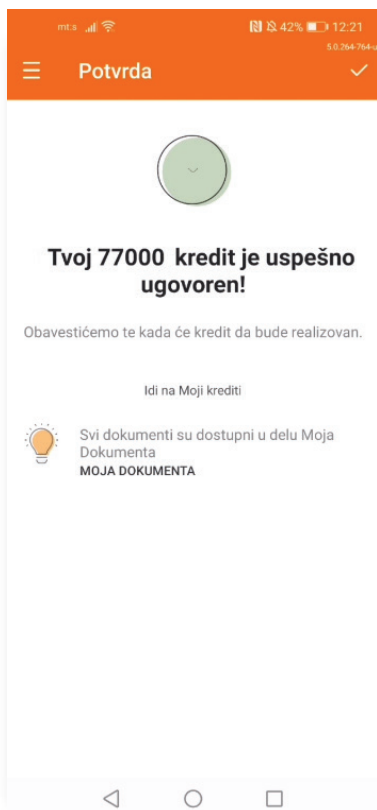 mt:s 42% 12:21
5.0.264-764-u
Potvrda
Tvoj 77000 kredit je uspešno
ugovoren!
Obavestićemo te kada će kredit da bude realizovan.
Idi na Moji krediti
Svi dokumenti su dostupni u delu Moja
Dokumenta
MOJA DOKUMENTA